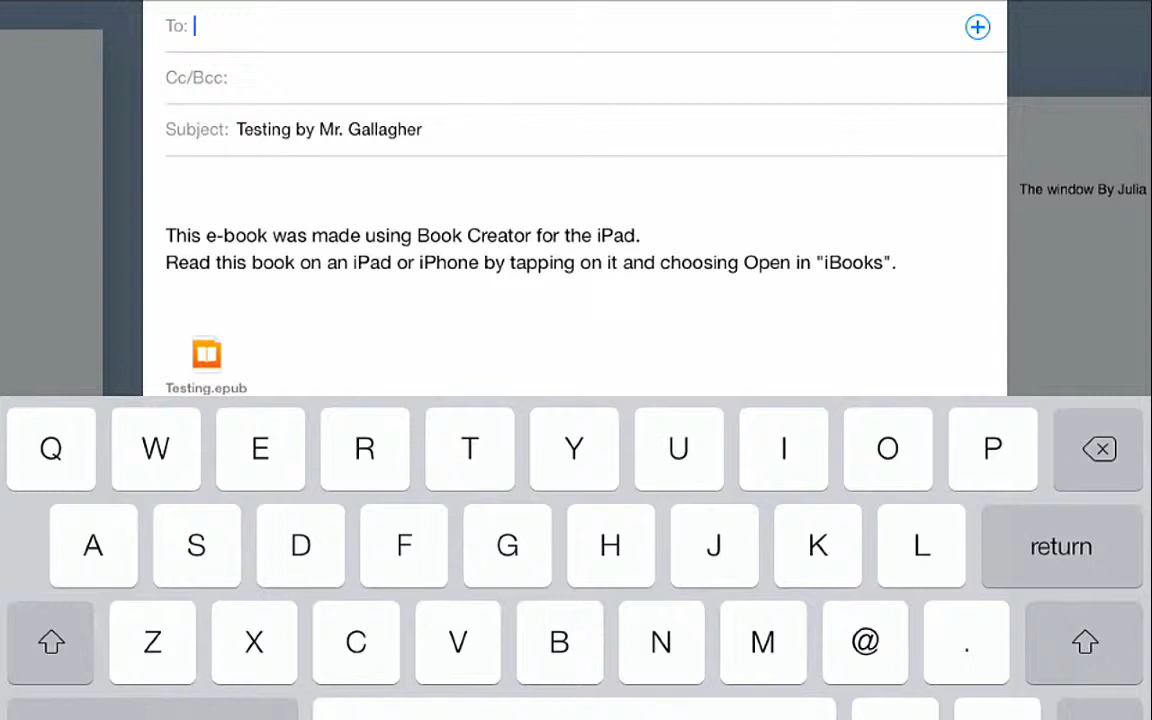 To:
Cc/Bcc:
Subject: Testing by Mr. Gallagher
The window By Julia
This e-book was made using Book Creator for the iPad.
Read this book on an iPad or iPhone by tapping on it and choosing Open in "iBooks".
Testing.epub
Q W E R T Y U I O P
A S D F G H J K L return
Z X C V B N M @ .